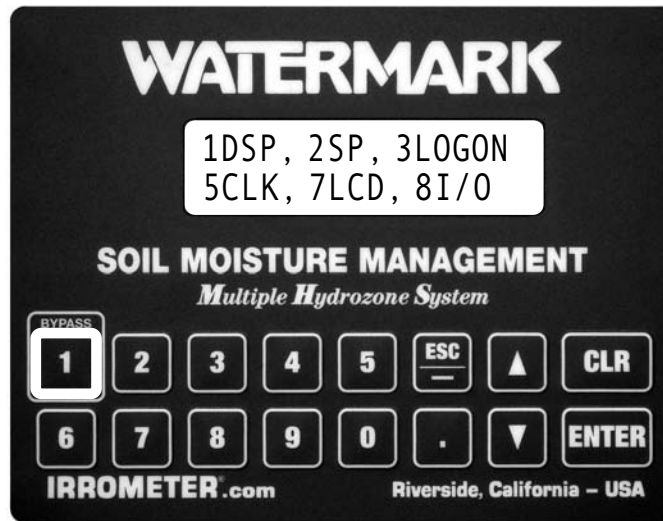 WATERMARK
1DSP, 2SP, 3LOGON
5CLK, 7LCD, 8I/O
SOIL MOISTURE MANAGEMENT
Multiple Hydrozone System
BYPASS
1 2 3 4 5 ESC — ▲ CLR
6 7 8 9 0 . ▼ ENTER
IRROMETER®.com Riverside, California – USA